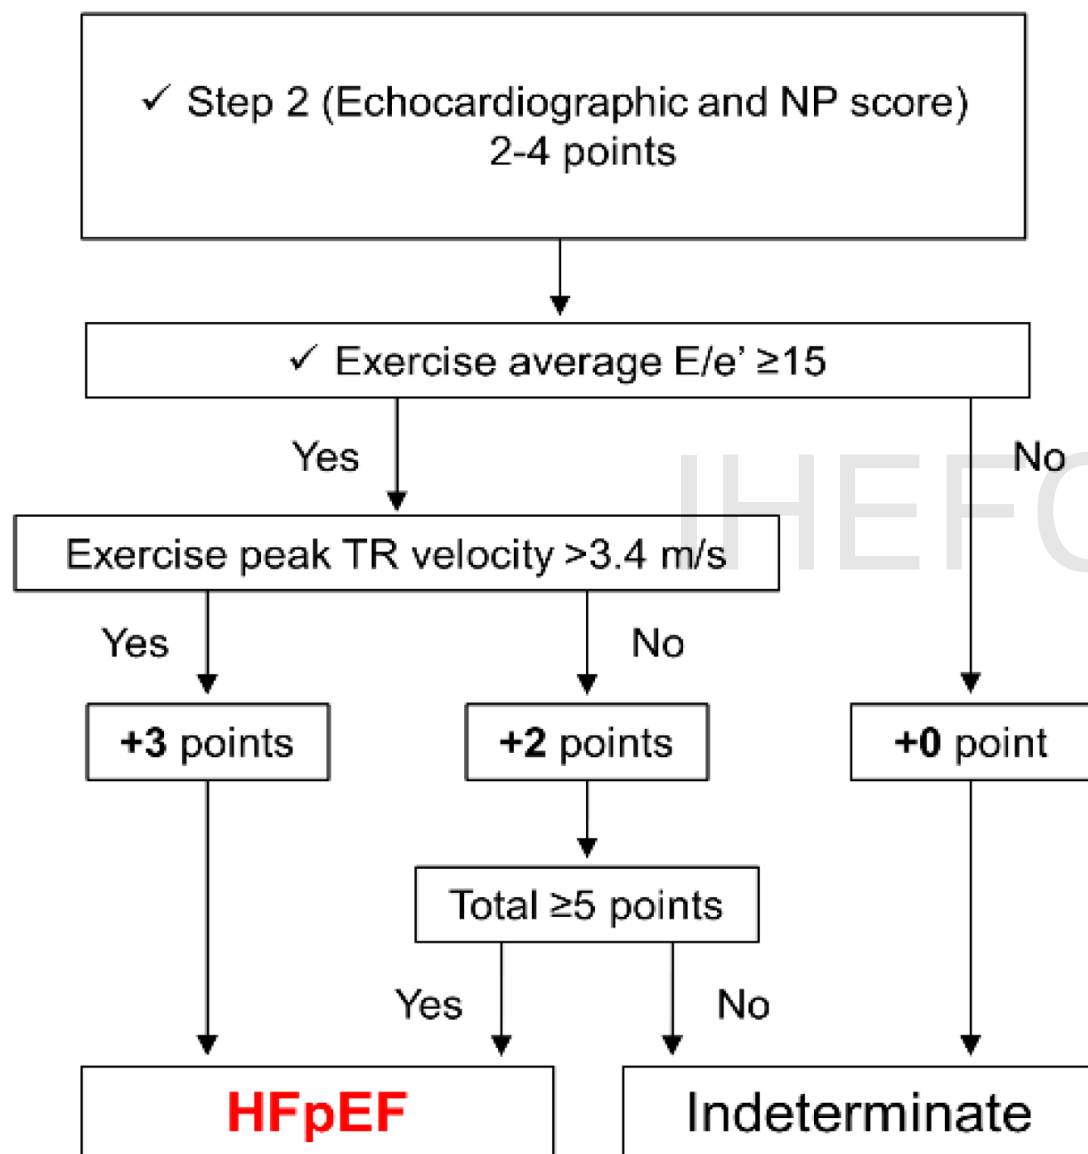 ✓ Step 2 (Echocardiographic and NP score)
2-4 points
✓ Exercise average E/e’ ≥15
Yes
No
Exercise peak TR velocity >3.4 m/s
Yes
No
+3 points
+2 points
+0 point
Total ≥5 points
Yes
No
HFpEF
Indeterminate